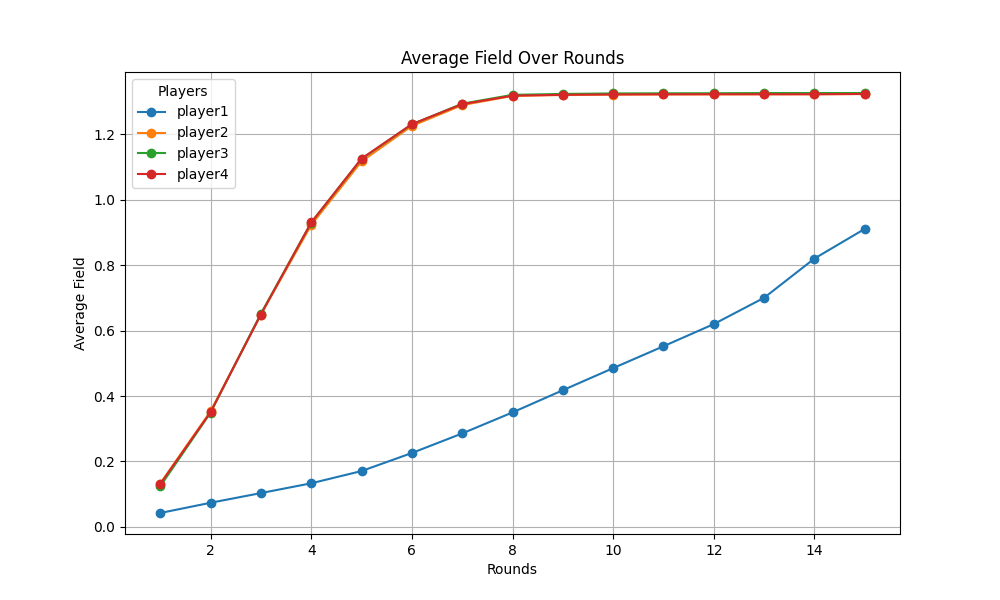 Average Field Over Rounds
Players
player1
player2
player3
player4
Average Field
1.2
1.0
0.8
0.6
0.4
0.2
0.0
2 4 6 8 10 12 14
Rounds